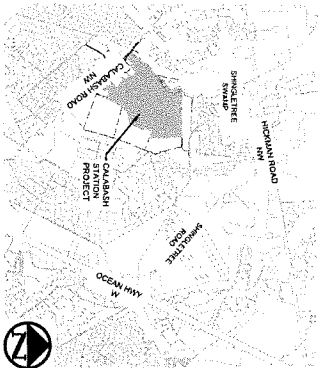 SHINGLETREE
SWAMP
HICKMAN ROAD
NW
CALABASH ROAD
NW
CALABASH
STATION
PROJECT
SHINGLETREE
ROAD
OCEAN HWY
W
N